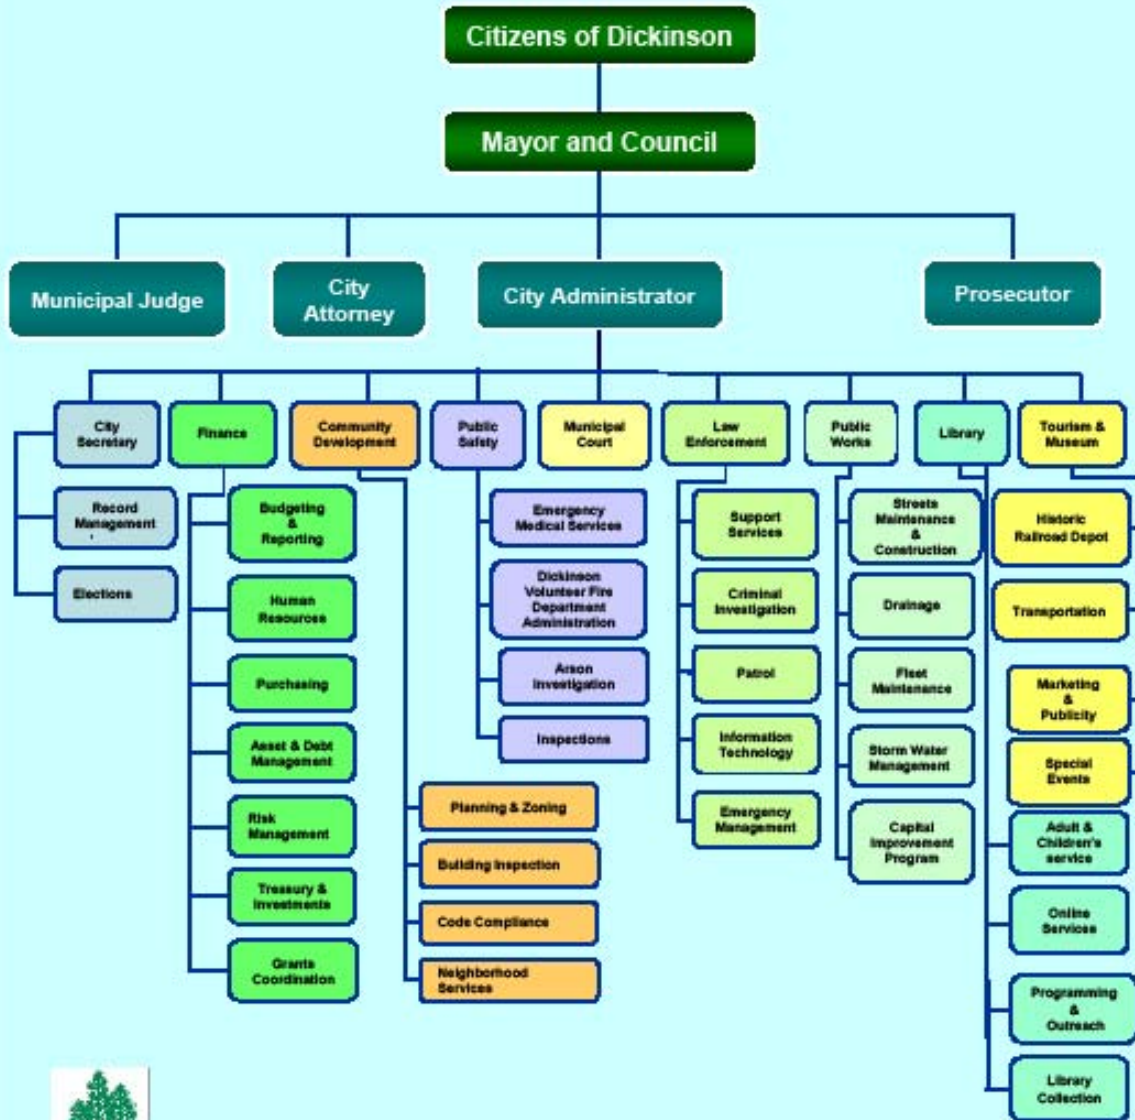 Citizens of Dickinson
Mayor and Council
Municipal Judge
City
Attorney
City Administrator
Prosecutor
City
Secretary
Finance
Community
Development
Public
Safety
Municipal
Court
Law
Enforcement
Public
Works
Library
Tourism &
Museum
Record
Management
Elections
Budgeting
&
Reporting
Human
Resources
Purchasing
Asset & Debt
Management
Risk
Management
Treasury &
Investments
Grants
Coordination
Planning & Zoning
Building Inspection
Code Compliance
Neighborhood
Services
Emergency
Medical Services
Dickinson
Volunteer Fire
Department
Administration
Arson
Investigation
Inspections
Support
Services
Criminal
Investigation
Patrol
Information
Technology
Emergency
Management
Streets
Maintenance
&
Construction
Drainage
Fleet
Maintenance
Storm Water
Management
Capital
Improvement
Program
Historic
Railroad Depot
Transportation
Marketing
&
Publicity
Special
Events
Adult &
Children's
service
Online
Services
Programming
&
Outreach
Library
Collection